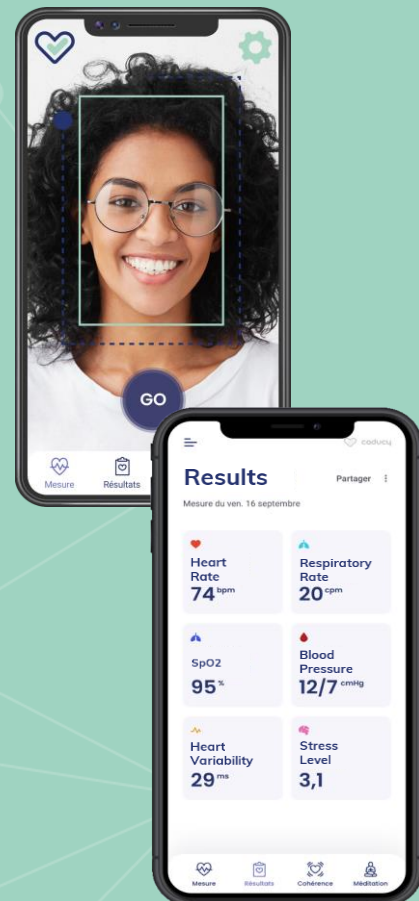 GO
Mesure
Résultats
caducy
Results
Partager
Mesure du ven. 16 septembre
Heart
Rate
74 bpm
Respiratory
Rate
20 cpm
SpO2
95 %
Blood
Pressure
12/7 cmHg
Heart
Variability
29 ms
Stress
Level
3,1
Mesure
Résultats
Cohérence
Méditation